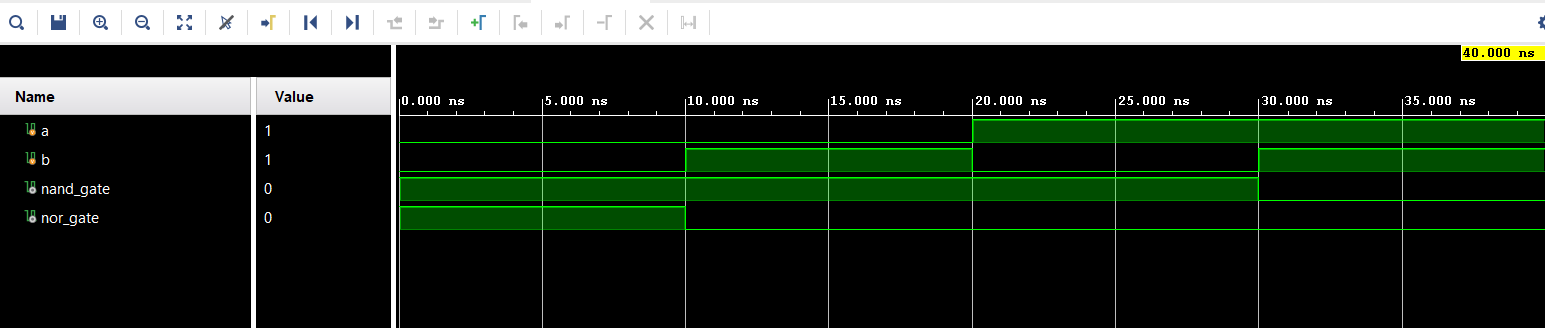 40.000 ns
Name Value
0.000 ns 5.000 ns 10.000 ns 15.000 ns 20.000 ns 25.000 ns 30.000 ns 35.000 ns
a 1
b 1
nand_gate 0
nor_gate 0